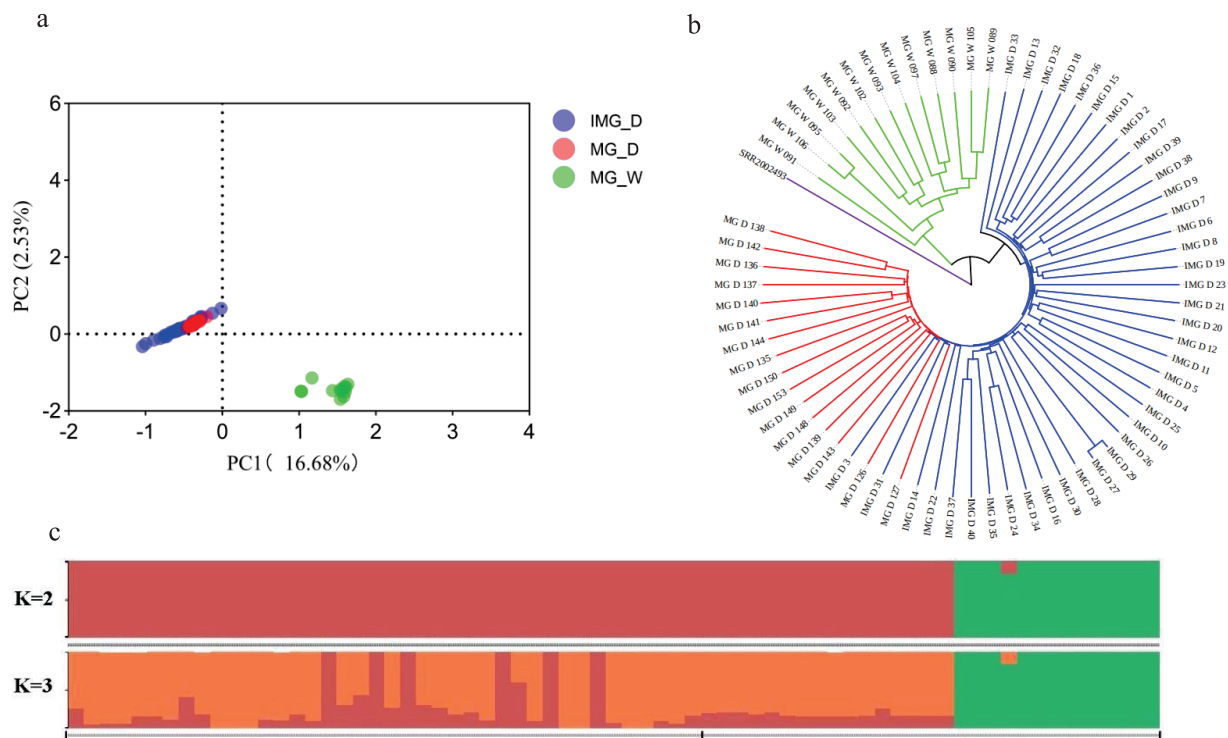 a
6
4
2
0
-2
-2
-1
0
1
2
3
4
PC2 (2.53%)
PC1( 16.68%)
IMG_D
MG_D
MG_W
b
SRR2002493
MG W 091
MG W 106
MG W 095
MG W 103
MG W 092
MG W 102
MG W 093
MG W 104
MG W 097
MG W 088
MG W 090
MG W 105
MG W 089
IMG D 33
IMG D 13
IMG D 32
IMG D 18
IMG D 36
IMG D 15
IMG D 1
IMG D 2
IMG D 17
IMG D 39
IMG D 38
IMG D 9
IMG D 7
IMG D 6
IMG D 8
IMG D 19
IMG D 23
IMG D 21
IMG D 20
IMG D 12
IMG D 11
IMG D 5
IMG D 4
IMG D 25
IMG D 10
IMG D 26
IMG D 29
IMG D 27
IMG D 28
IMG D 30
IMG D 16
IMG D 34
IMG D 24
IMG D 35
IMG D 40
IMG D 37
IMG D 22
IMG D 14
MG D 127
IMG D 31
MG D 126
IMG D 3
MG D 143
MG D 139
MG D 148
MG D 149
MG D 153
MG D 150
MG D 135
MG D 144
MG D 141
MG D 140
MG D 137
MG D 136
MG D 142
MG D 138
c
K=2
K=3